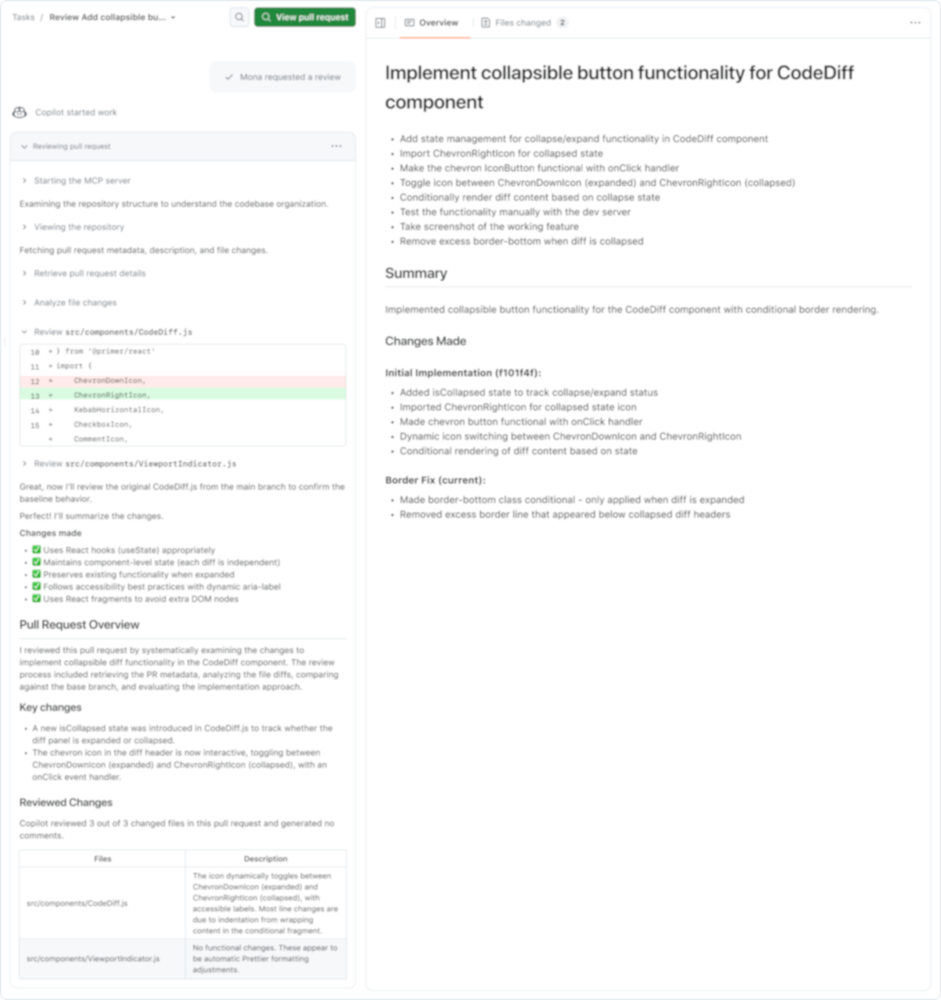 Tasks / Review Add collapsible bu...
View pull request
Mona requested a review
Copilot started work
Reviewing pull request
Starting the MCP server
Examining the repository structure to understand the codebase organization.
Viewing the repository
Fetching pull request metadata, description, and file changes.
Retrieve pull request details
Analyze file changes
Review src/components/CodeDiff.js
10 + } from '@primer/react'
11 + import {
12 + ChevronDownIcon,
13 + ChevronRightIcon,
14 + KebabHorizontalIcon,
15 + CheckboxIcon,
+ CommentIcon,
Review src/components/ViewportIndicator.js
Great, now I'll review the original CodeDiff.js from the main branch to confirm the
baseline behavior.
Perfect! I'll summarize the changes.
Changes made
• ✅ Uses React hooks (useState) appropriately
• ✅ Maintains component-level state (each diff is independent)
• ✅ Preserves existing functionality when expanded
• ✅ Follows accessibility best practices with dynamic aria-label
• ✅ Uses React fragments to avoid extra DOM nodes
Pull Request Overview
I reviewed this pull request by systematically examining the changes to
implement collapsible diff functionality in the CodeDiff component. The review
process included retrieving the PR metadata, analyzing the file diffs, comparing
against the base branch, and evaluating the implementation approach.
Key changes
• A new isCollapsed state was introduced in CodeDiff.js to track whether the
diff panel is expanded or collapsed.
• The chevron icon in the diff header is now interactive, toggling between
ChevronDownIcon (expanded) and ChevronRightIcon (collapsed), with an
onClick event handler.
Reviewed Changes
Copilot reviewed 3 out of 3 changed files in this pull request and generated no
comments.
Files Description
src/components/CodeDiff.js
The icon dynamically toggles between
ChevronDownIcon (expanded) and
ChevronRightIcon (collapsed), with
accessible labels. Most line changes are
due to indentation from wrapping
content in the conditional fragment.
src/components/ViewportIndicator.js
No functional changes. These appear to
be automatic Prettier formatting
adjustments.
Overview
Files changed 2
Implement collapsible button functionality for CodeDiff
component
• Add state management for collapse/expand functionality in CodeDiff component
• Import ChevronRightIcon for collapsed state
• Make the chevron IconButton functional with onClick handler
• Toggle icon between ChevronDownIcon (expanded) and ChevronRightIcon (collapsed)
• Conditionally render diff content based on collapse state
• Test the functionality manually with the dev server
• Take screenshot of the working feature
• Remove excess border-bottom when diff is collapsed
Summary
Implemented collapsible button functionality for the CodeDiff component with conditional border rendering.
Changes Made
Initial Implementation (f101f4f):
• Added isCollapsed state to track collapse/expand status
• Imported ChevronRightIcon for collapsed state icon
• Made chevron button functional with onClick handler
• Dynamic icon switching between ChevronDownIcon and ChevronRightIcon
• Conditional rendering of diff content based on state
Border Fix (current):
• Made border-bottom class conditional - only applied when diff is expanded
• Removed excess border line that appeared below collapsed diff headers